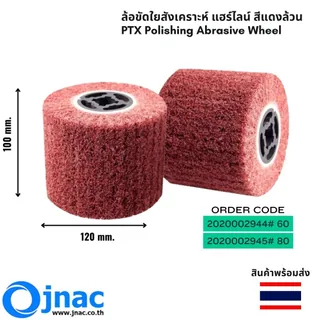 ล้อขัดใยสังเคราะห์ แฮร์ไลน์ สีแดงล้วน
PTX Polishing Abrasive Wheel
100 mm.
120 mm.
ORDER CODE
2020002944# 60
2020002945# 80
สินค้าพร้อมส่ง
jnac
www.jnac.co.th